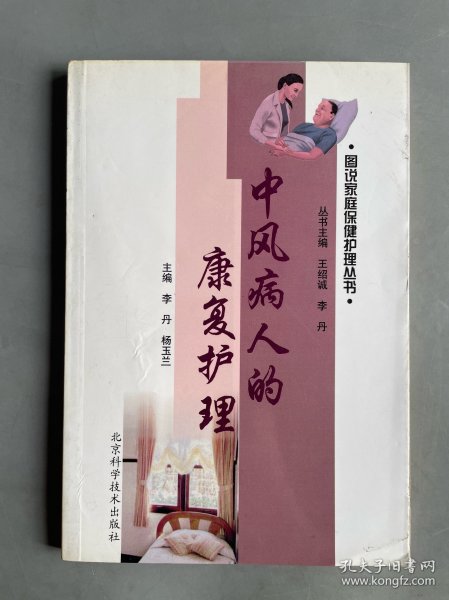 ·图说家庭保健护理丛书·
丛书主编 王绍诚 李丹
中风病人的
康复护理
主编 李丹 杨玉兰
北京科学技术出版社
孔夫子旧书网
www.kongfz.com